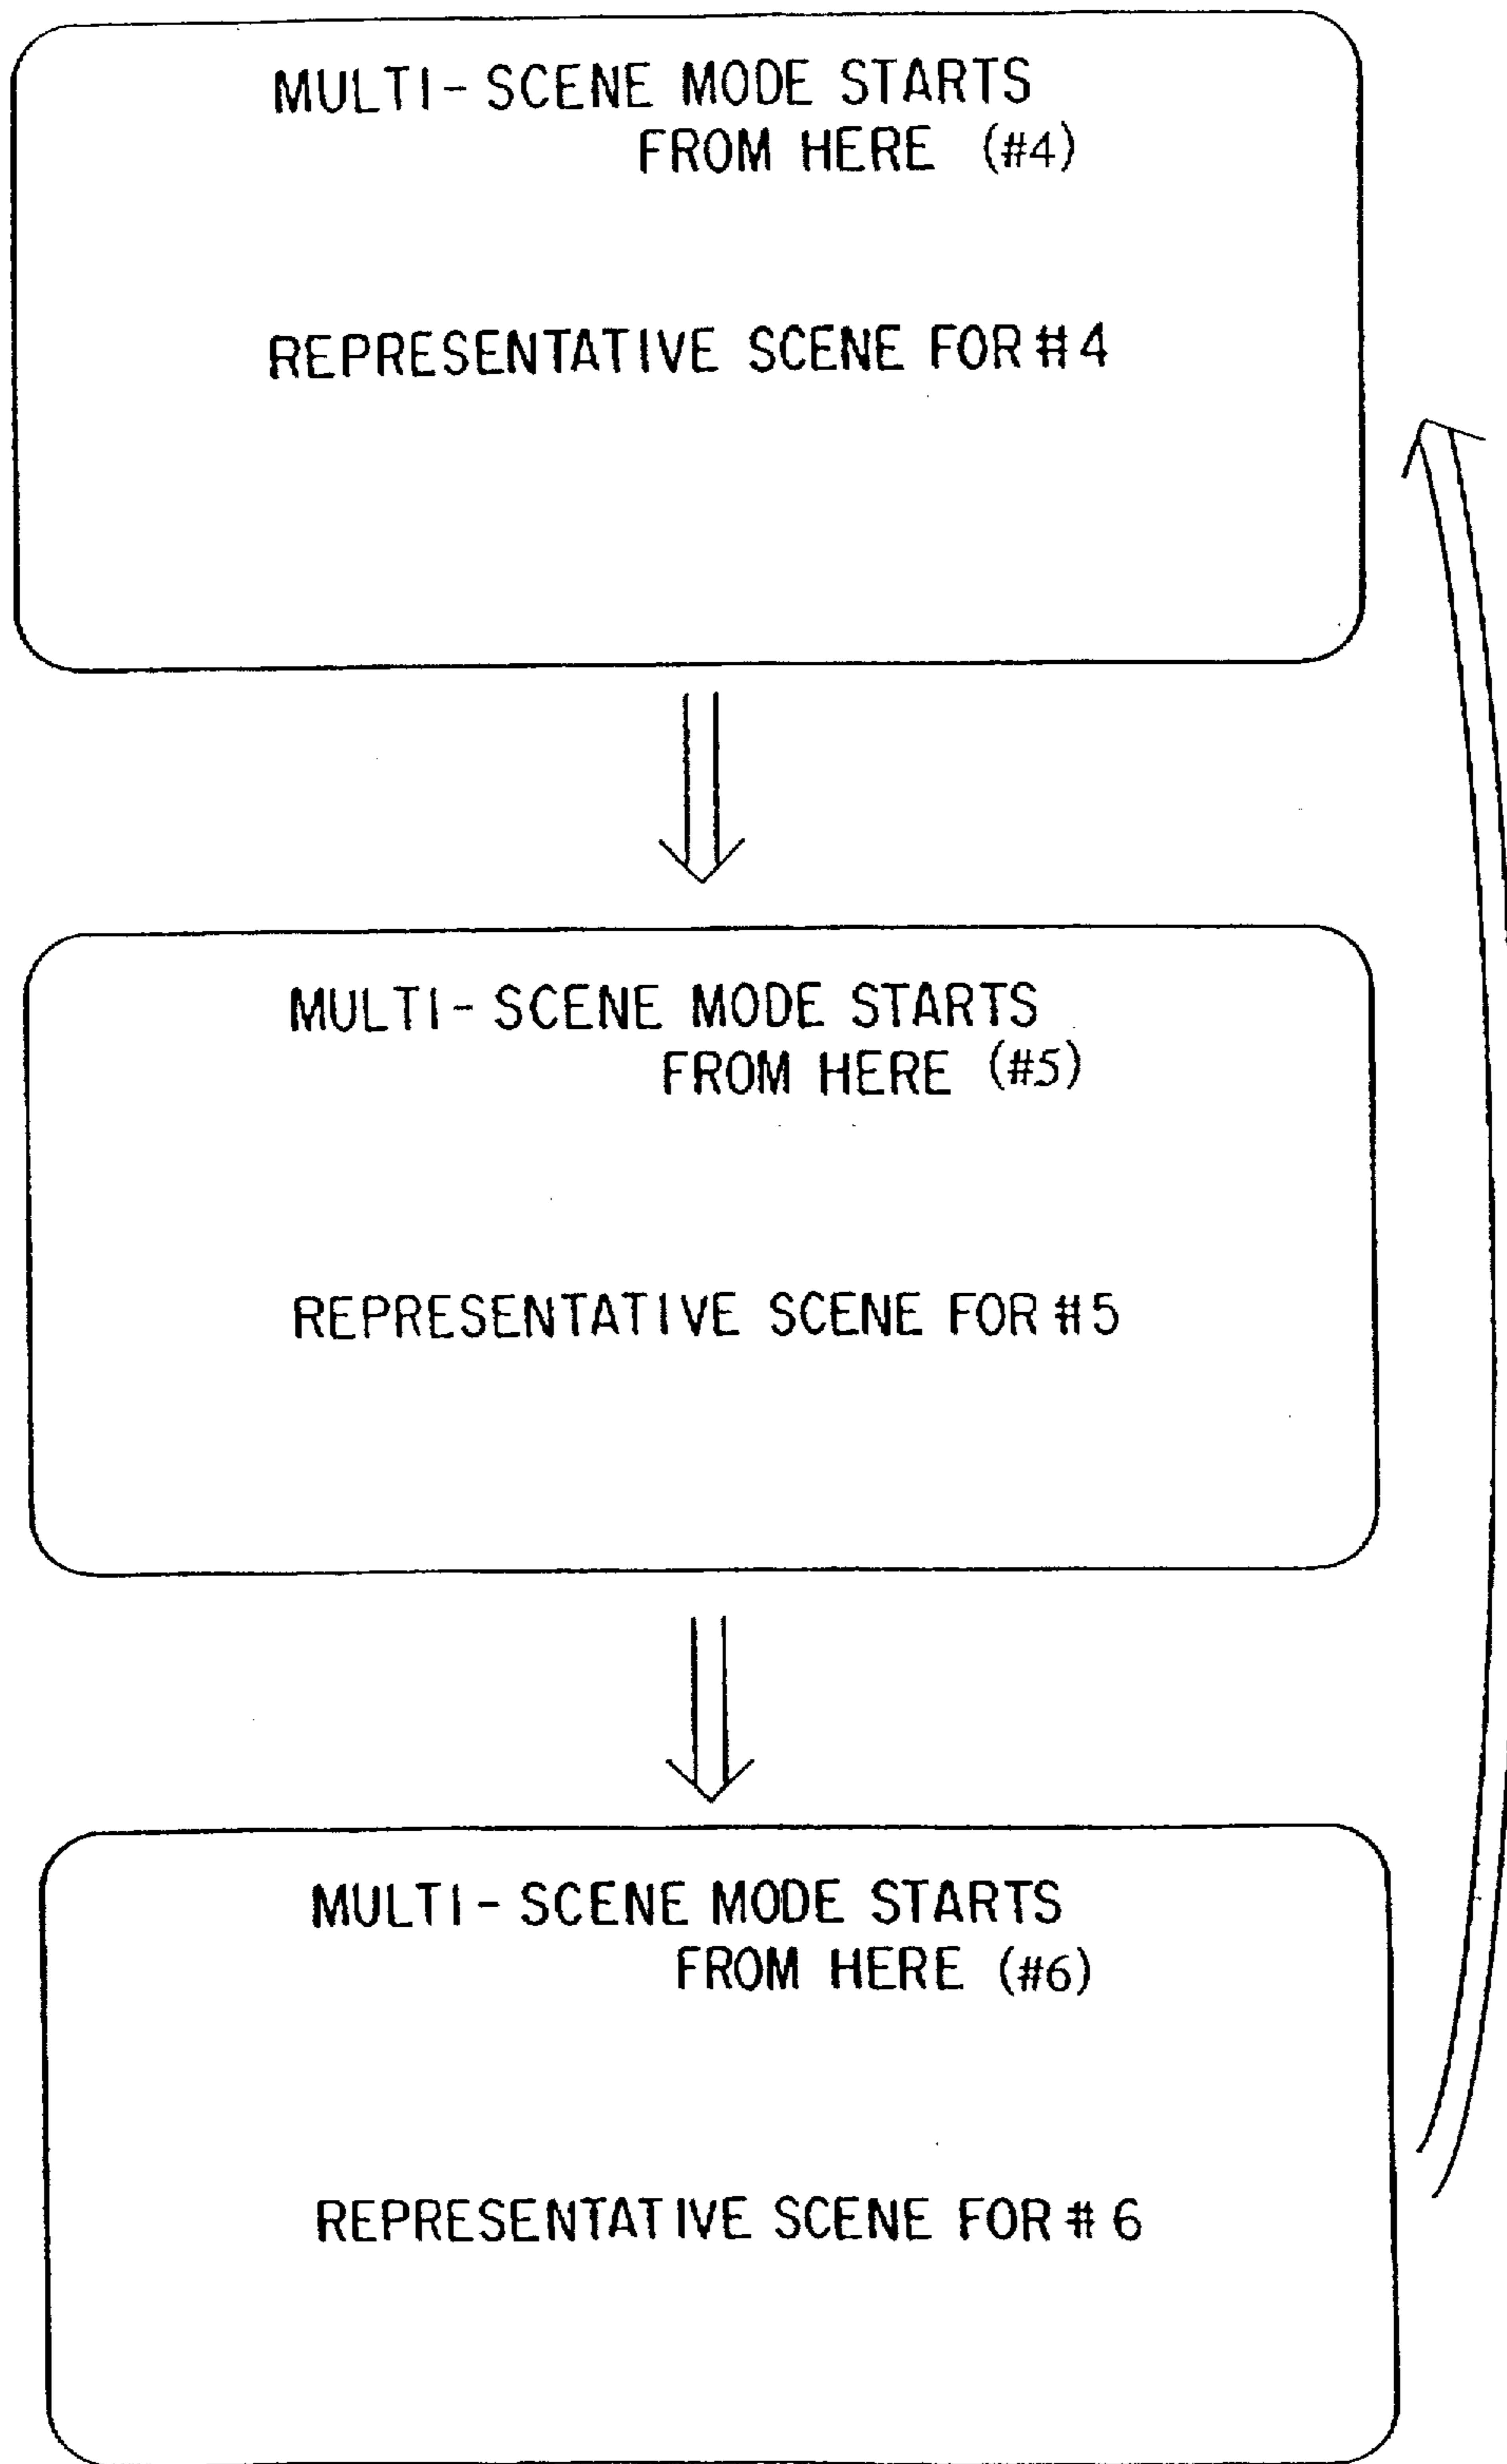 MULTI-SCENE MODE STARTS
FROM HERE (#4)
REPRESENTATIVE SCENE FOR #4
MULTI-SCENE MODE STARTS
FROM HERE (#5)
REPRESENTATIVE SCENE FOR #5
MULTI-SCENE MODE STARTS
FROM HERE (#6)
REPRESENTATIVE SCENE FOR #6